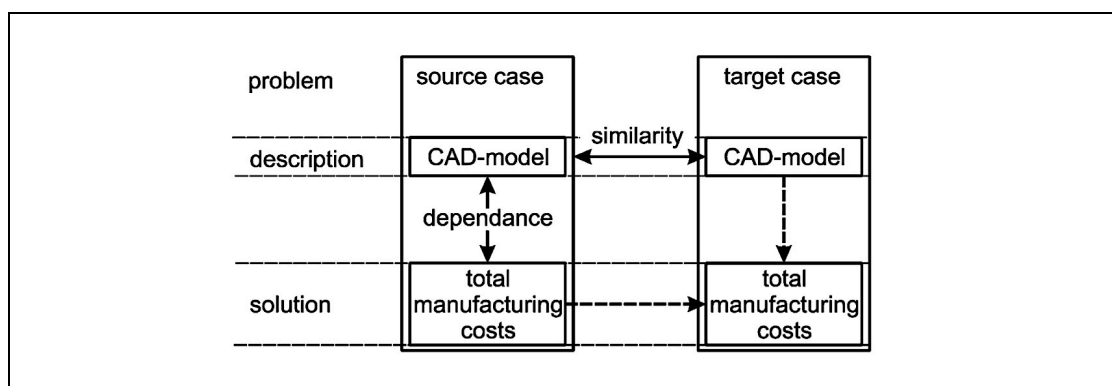 problem
source case
target case
similarity
description
CAD-model
CAD-model
dependance
solution
total
manufacturing
costs
total
manufacturing
costs